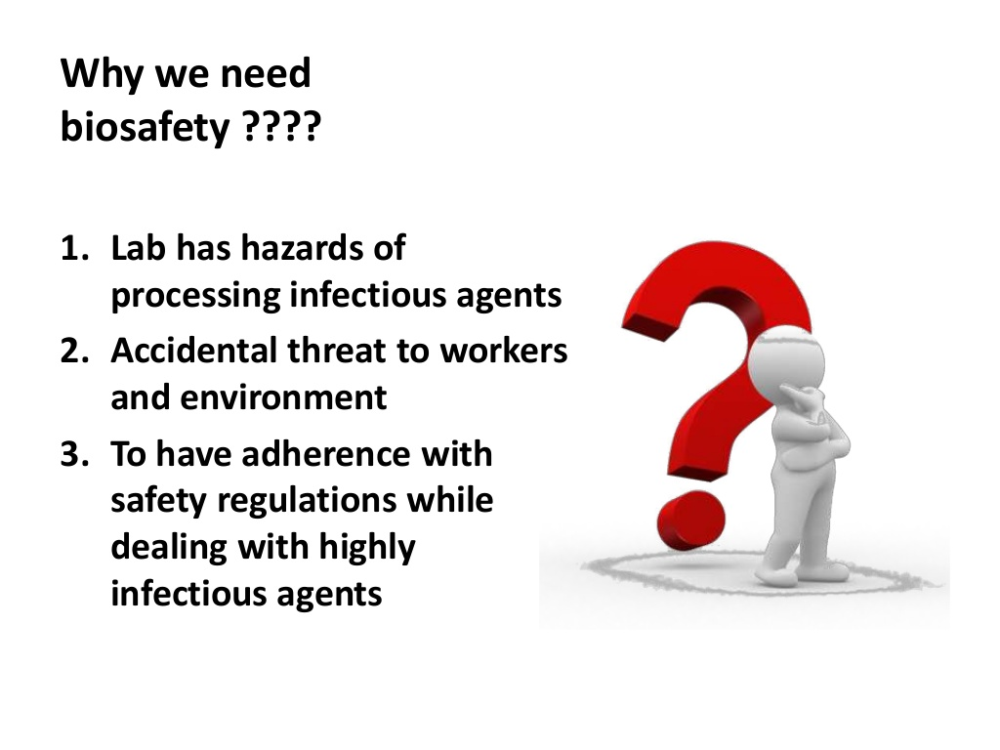 Why we need
biosafety ????
1. Lab has hazards of
processing infectious agents
2. Accidental threat to workers
and environment
3. To have adherence with
safety regulations while
dealing with highly
infectious agents